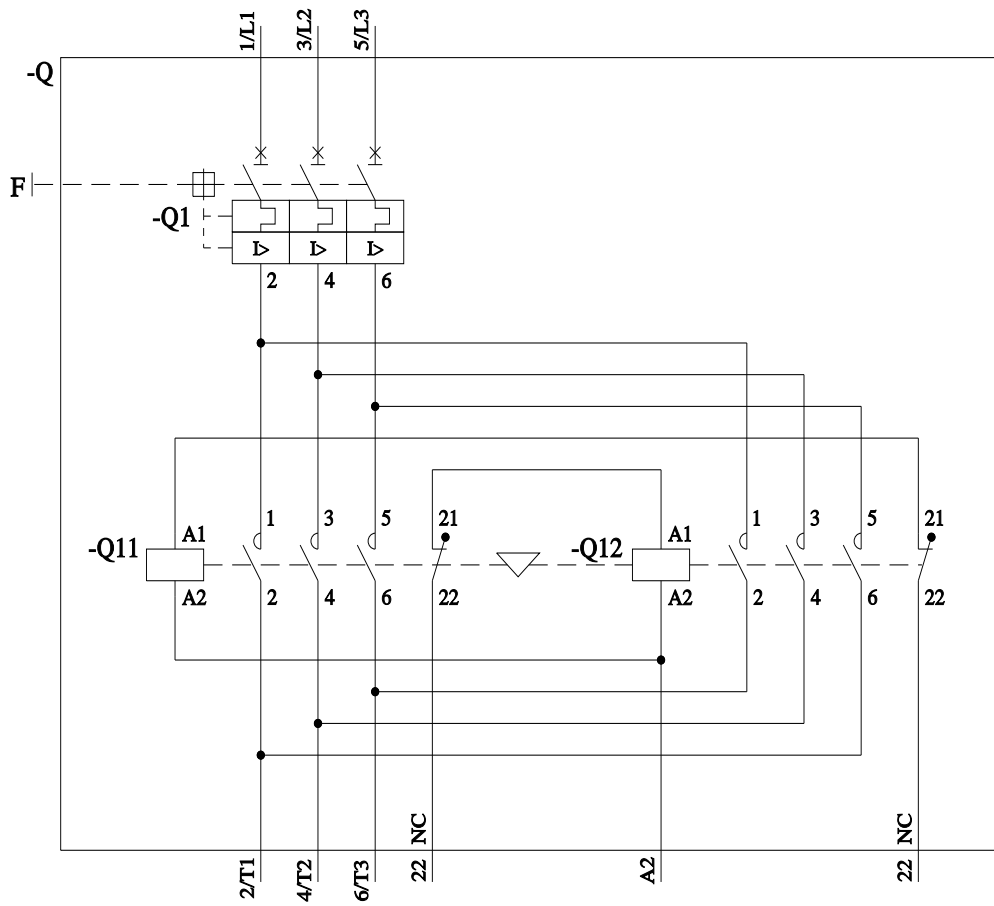 1/L1 3/L2 5/L3
-Q
F
-Q1
I> I> I>
2 4 6
1 3 5 21 1 3 5 21
-Q11 A1 -Q12 A1
A2 2 4 6 22 A2 2 4 6 22
NC NC
2/T1 4/T2 6/T3 22 A2 22